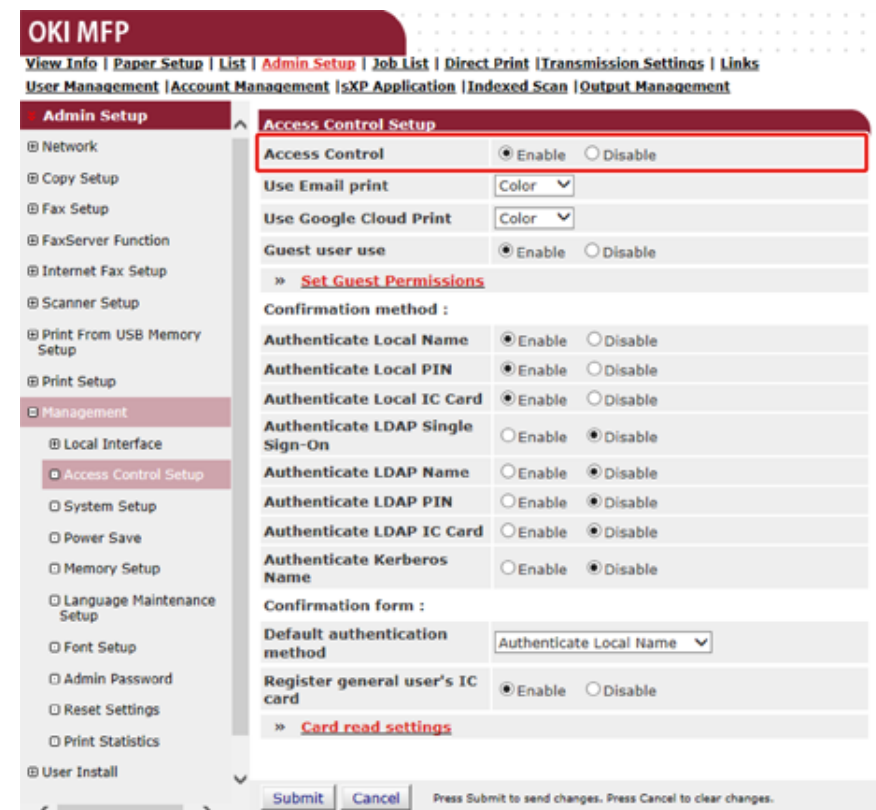 OKI MFP
View Info | Paper Setup | List | Admin Setup | Job List | Direct Print |Transmission Settings | Links
User Management |Account Management |sXP Application |Indexed Scan |Output Management
Admin Setup
Network
Copy Setup
Fax Setup
FaxServer Function
Internet Fax Setup
Scanner Setup
Print From USB Memory
Setup
Print Setup
Management
Local Interface
Access Control Setup
System Setup
Power Save
Memory Setup
Language Maintenance
Setup
Font Setup
Admin Password
Reset Settings
Print Statistics
User Install
Access Control Setup
Access Control Enable Disable
Use Email print Color
Use Google Cloud Print Color
Guest user use Enable Disable
» Set Guest Permissions
Confirmation method :
Authenticate Local Name Enable Disable
Authenticate Local PIN Enable Disable
Authenticate Local IC Card Enable Disable
Authenticate LDAP Single
Sign-On Enable Disable
Authenticate LDAP Name Enable Disable
Authenticate LDAP PIN Enable Disable
Authenticate LDAP IC Card Enable Disable
Authenticate Kerberos
Name Enable Disable
Confirmation form :
Default authentication
method Authenticate Local Name
Register general user's IC
card Enable Disable
» Card read settings
Submit Cancel Press Submit to send changes. Press Cancel to clear changes.